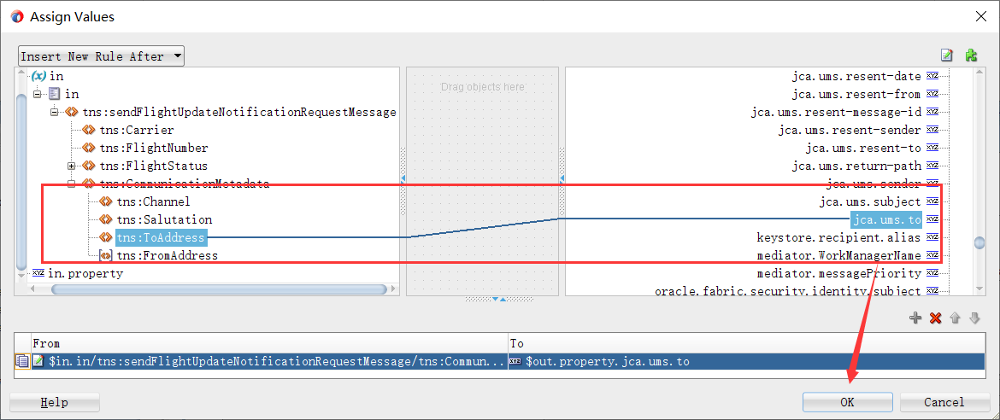 Assign Values
Insert New Rule After
in
in
tns:sendFlightUpdateNotificationRequestMessage
tns:Carrier
tns:FlightNumber
tns:FlightStatus
tns:CommunicationMetadata
tns:Channel
tns:Salutation
tns:ToAddress
tns:FromAddress
in.property
Drag objects here
jca.ums.resent-date
jca.ums.resent-from
jca.ums.resent-message-id
jca.ums.resent-sender
jca.ums.resent-to
jca.ums.return-path
jca.ums.sender
jca.ums.subject
jca.ums.to
keystore.recipient.alias
mediator.WorkManagerName
mediator.messagePriority
oracle.fabric.security.identity.subject
From To
$in.in/tns:sendFlightUpdateNotificationRequestMessage/tns:Commun... $out.property.jca.ums.to
Help OK Cancel